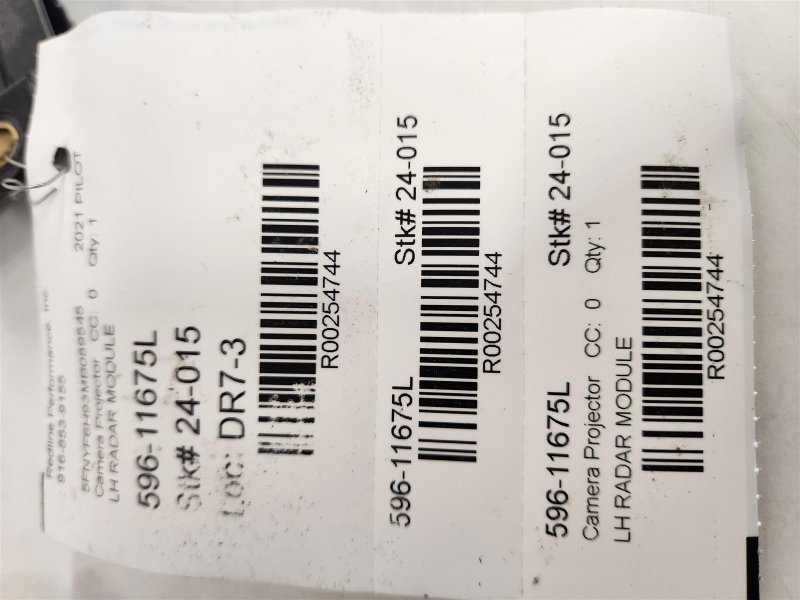 Redline Performance, Inc.
916-853-9155
2021 PILOT
Camera Projector CC: 0 Qty: 1
LH RADAR MODULE
596-11675L
Stk# 24-015
Loc: DR7-3
R00254744
596-11675L Stk# 24-015
R00254744
596-11675L Stk# 24-015
Camera Projector CC: 0 Qty: 1
LH RADAR MODULE
R00254744